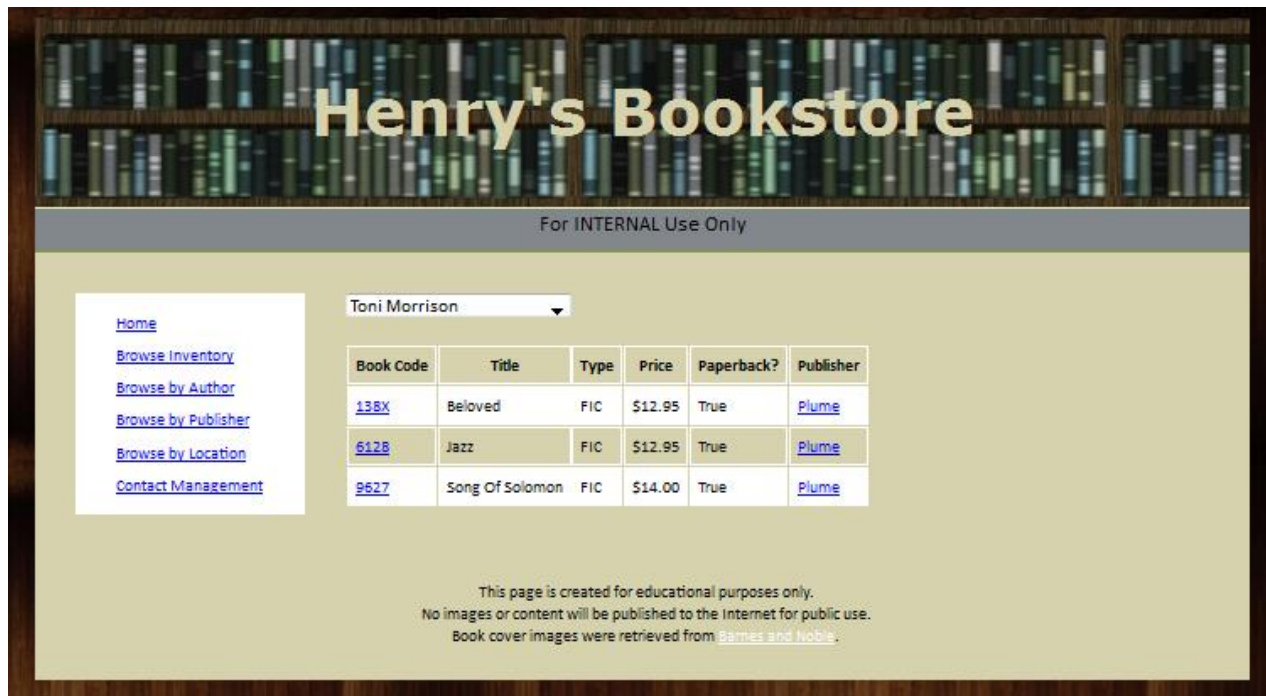 Henry's Bookstore
For INTERNAL Use Only
Home
Browse Inventory
Browse by Author
Browse by Publisher
Browse by Location
Contact Management
Toni Morrison
Book Code Title Type Price Paperback? Publisher
138X Beloved FIC $12.95 True Plume
6128 Jazz FIC $12.95 True Plume
9627 Song Of Solomon FIC $14.00 True Plume
This page is created for educational purposes only.
No images or content will be published to the Internet for public use.
Book cover images were retrieved from Barnes and Noble.